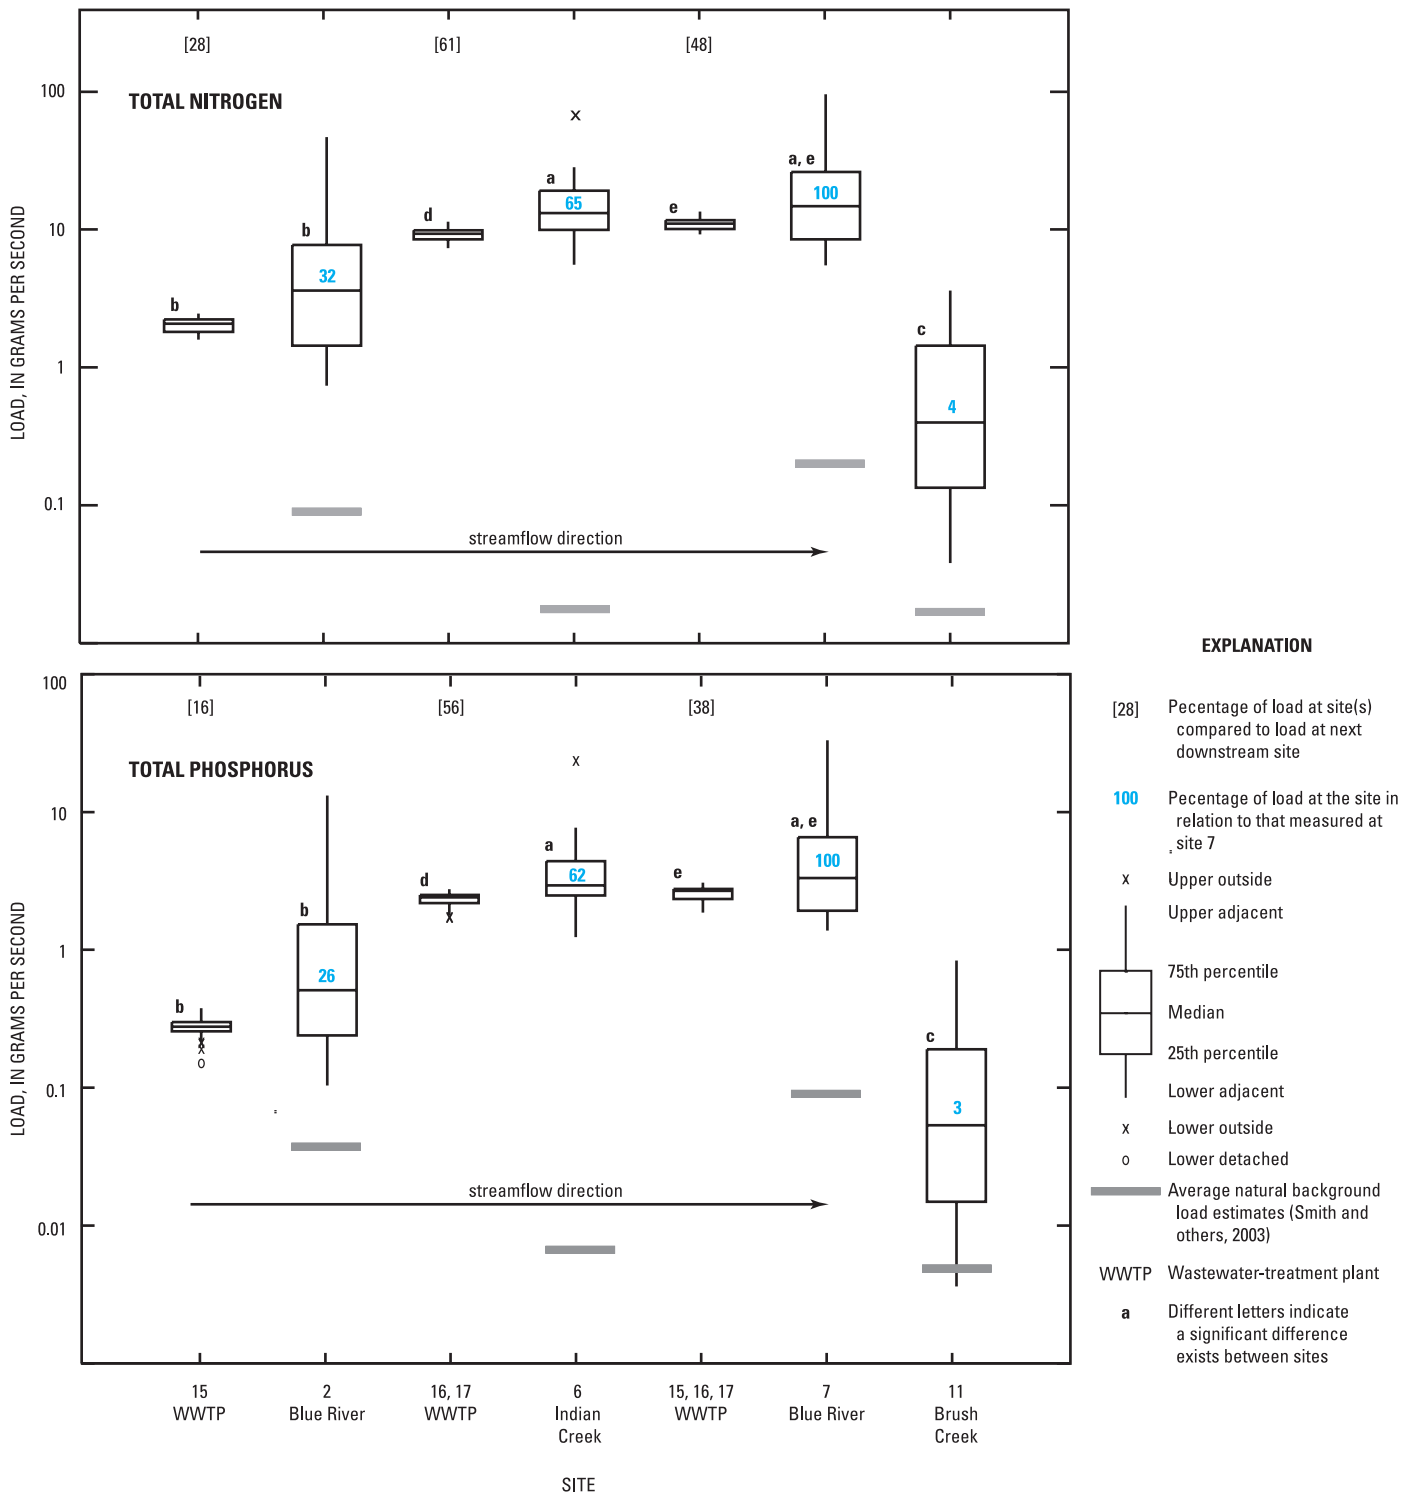 [28] [61] [48]
100
TOTAL NITROGEN
a, e
a
b
100
65
e
d
10
b
32
b
c
1
4
0.1
streamflow direction
LOAD, IN GRAMS PER SECOND
100
[16] [56] [38]
TOTAL PHOSPHORUS
10
a, e
a
100
62
d
e
b
1
26
b
c
0.1
3
streamflow direction
0.01
LOAD, IN GRAMS PER SECOND
15
WWTP
2
Blue River
16, 17
WWTP
6
Indian
Creek
15, 16, 17
WWTP
7
Blue River
11
Brush
Creek
SITE
EXPLANATION
[28] Pecentage of load at site(s)
compared to load at next
downstream site
100 Pecentage of load at the site in
relation to that measured at
site 7
x Upper outside
Upper adjacent
75th percentile
Median
25th percentile
Lower adjacent
x Lower outside
o Lower detached
Average natural background
load estimates (Smith and
others, 2003)
WWTP Wastewater-treatment plant
a Different letters indicate
a significant difference
exists between sites